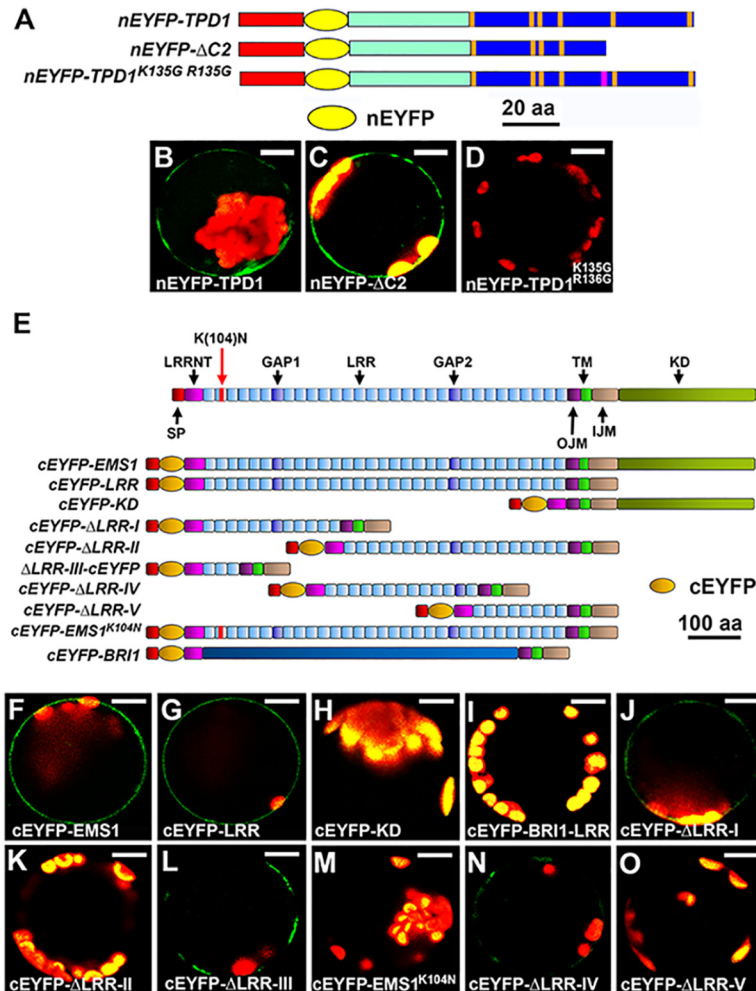 A
nEYFP-TPD1
nEYFP-ΔC2
nEYFP-TPD1K135G R135G
nEYFP
20 aa
B
nEYFP-TPD1
C
nEYFP-ΔC2
D
nEYFP-TPD1K135G R136G
E
K(104)N
LRRNT GAP1 LRR GAP2 TM KD
SP OJM IJM
cEYFP-EMS1
cEYFP-LRR
cEYFP-KD
cEYFP-ΔLRR-I
cEYFP-ΔLRR-II
ΔLRR-III-cEYFP
cEYFP-ΔLRR-IV
cEYFP-ΔLRR-V
cEYFP-EMS1K104N
cEYFP-BRI1
cEYFP
100 aa
F
cEYFP-EMS1
G
cEYFP-LRR
H
cEYFP-KD
I
cEYFP-BRI1-LRR
J
cEYFP-ΔLRR-I
K
cEYFP-ΔLRR-II
L
cEYFP-ΔLRR-III
M
cEYFP-EMS1K104N
N
cEYFP-ΔLRR-IV
O
cEYFP-ΔLRR-V